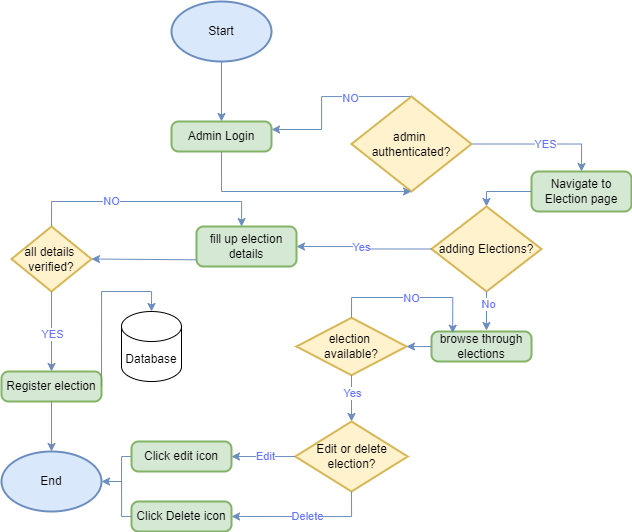 Start
NO
Admin Login
admin
authenticated?
YES
Navigate to
Election page
NO
fill up election
details
all details
verified?
Yes
adding Elections?
No
NO
YES
Database
election
available?
browse through
elections
Register election
Yes
Click edit icon
Edit
Edit or delete
election?
End
Click Delete icon
Delete